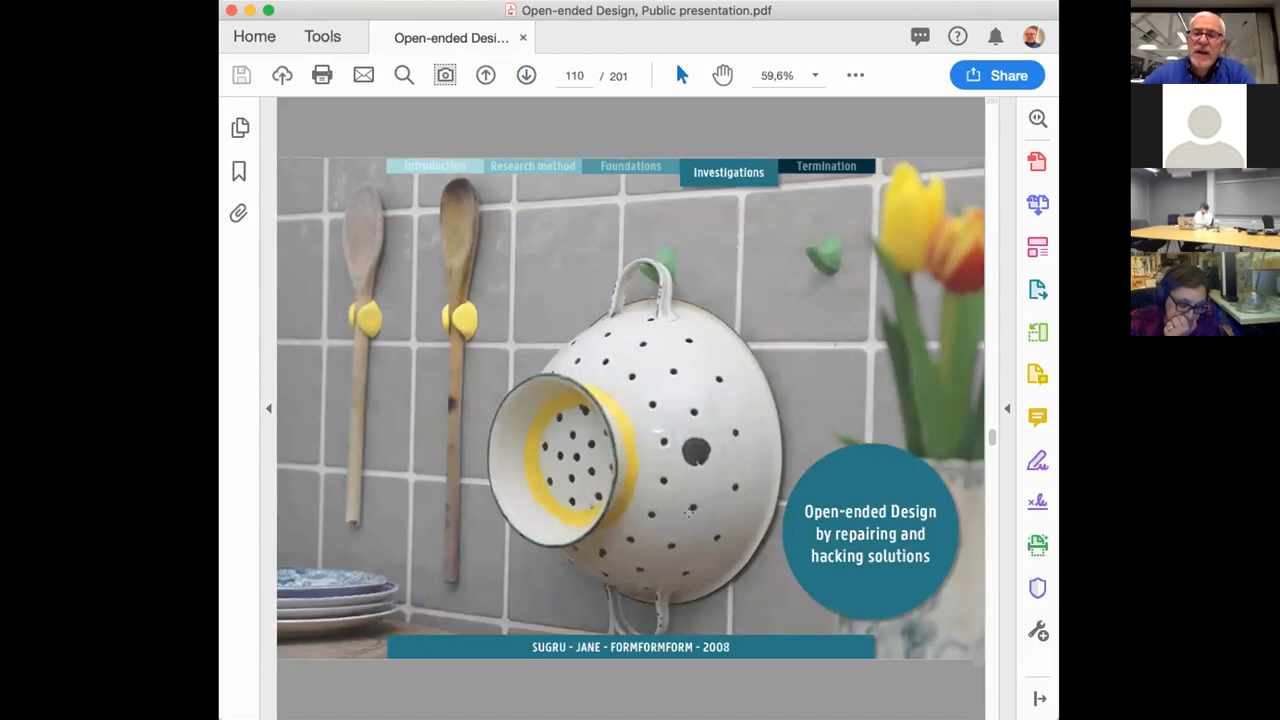 Open-ended Design, Public presentation.pdf
Home
Tools
Open-ended Desi...
110 / 201
59,6%
Share
Introduction
Research method
Foundations
Investigations
Termination
Open-ended Design
by repairing and
hacking solutions
SUGRU - JANE - FORMFORMFORM - 2008